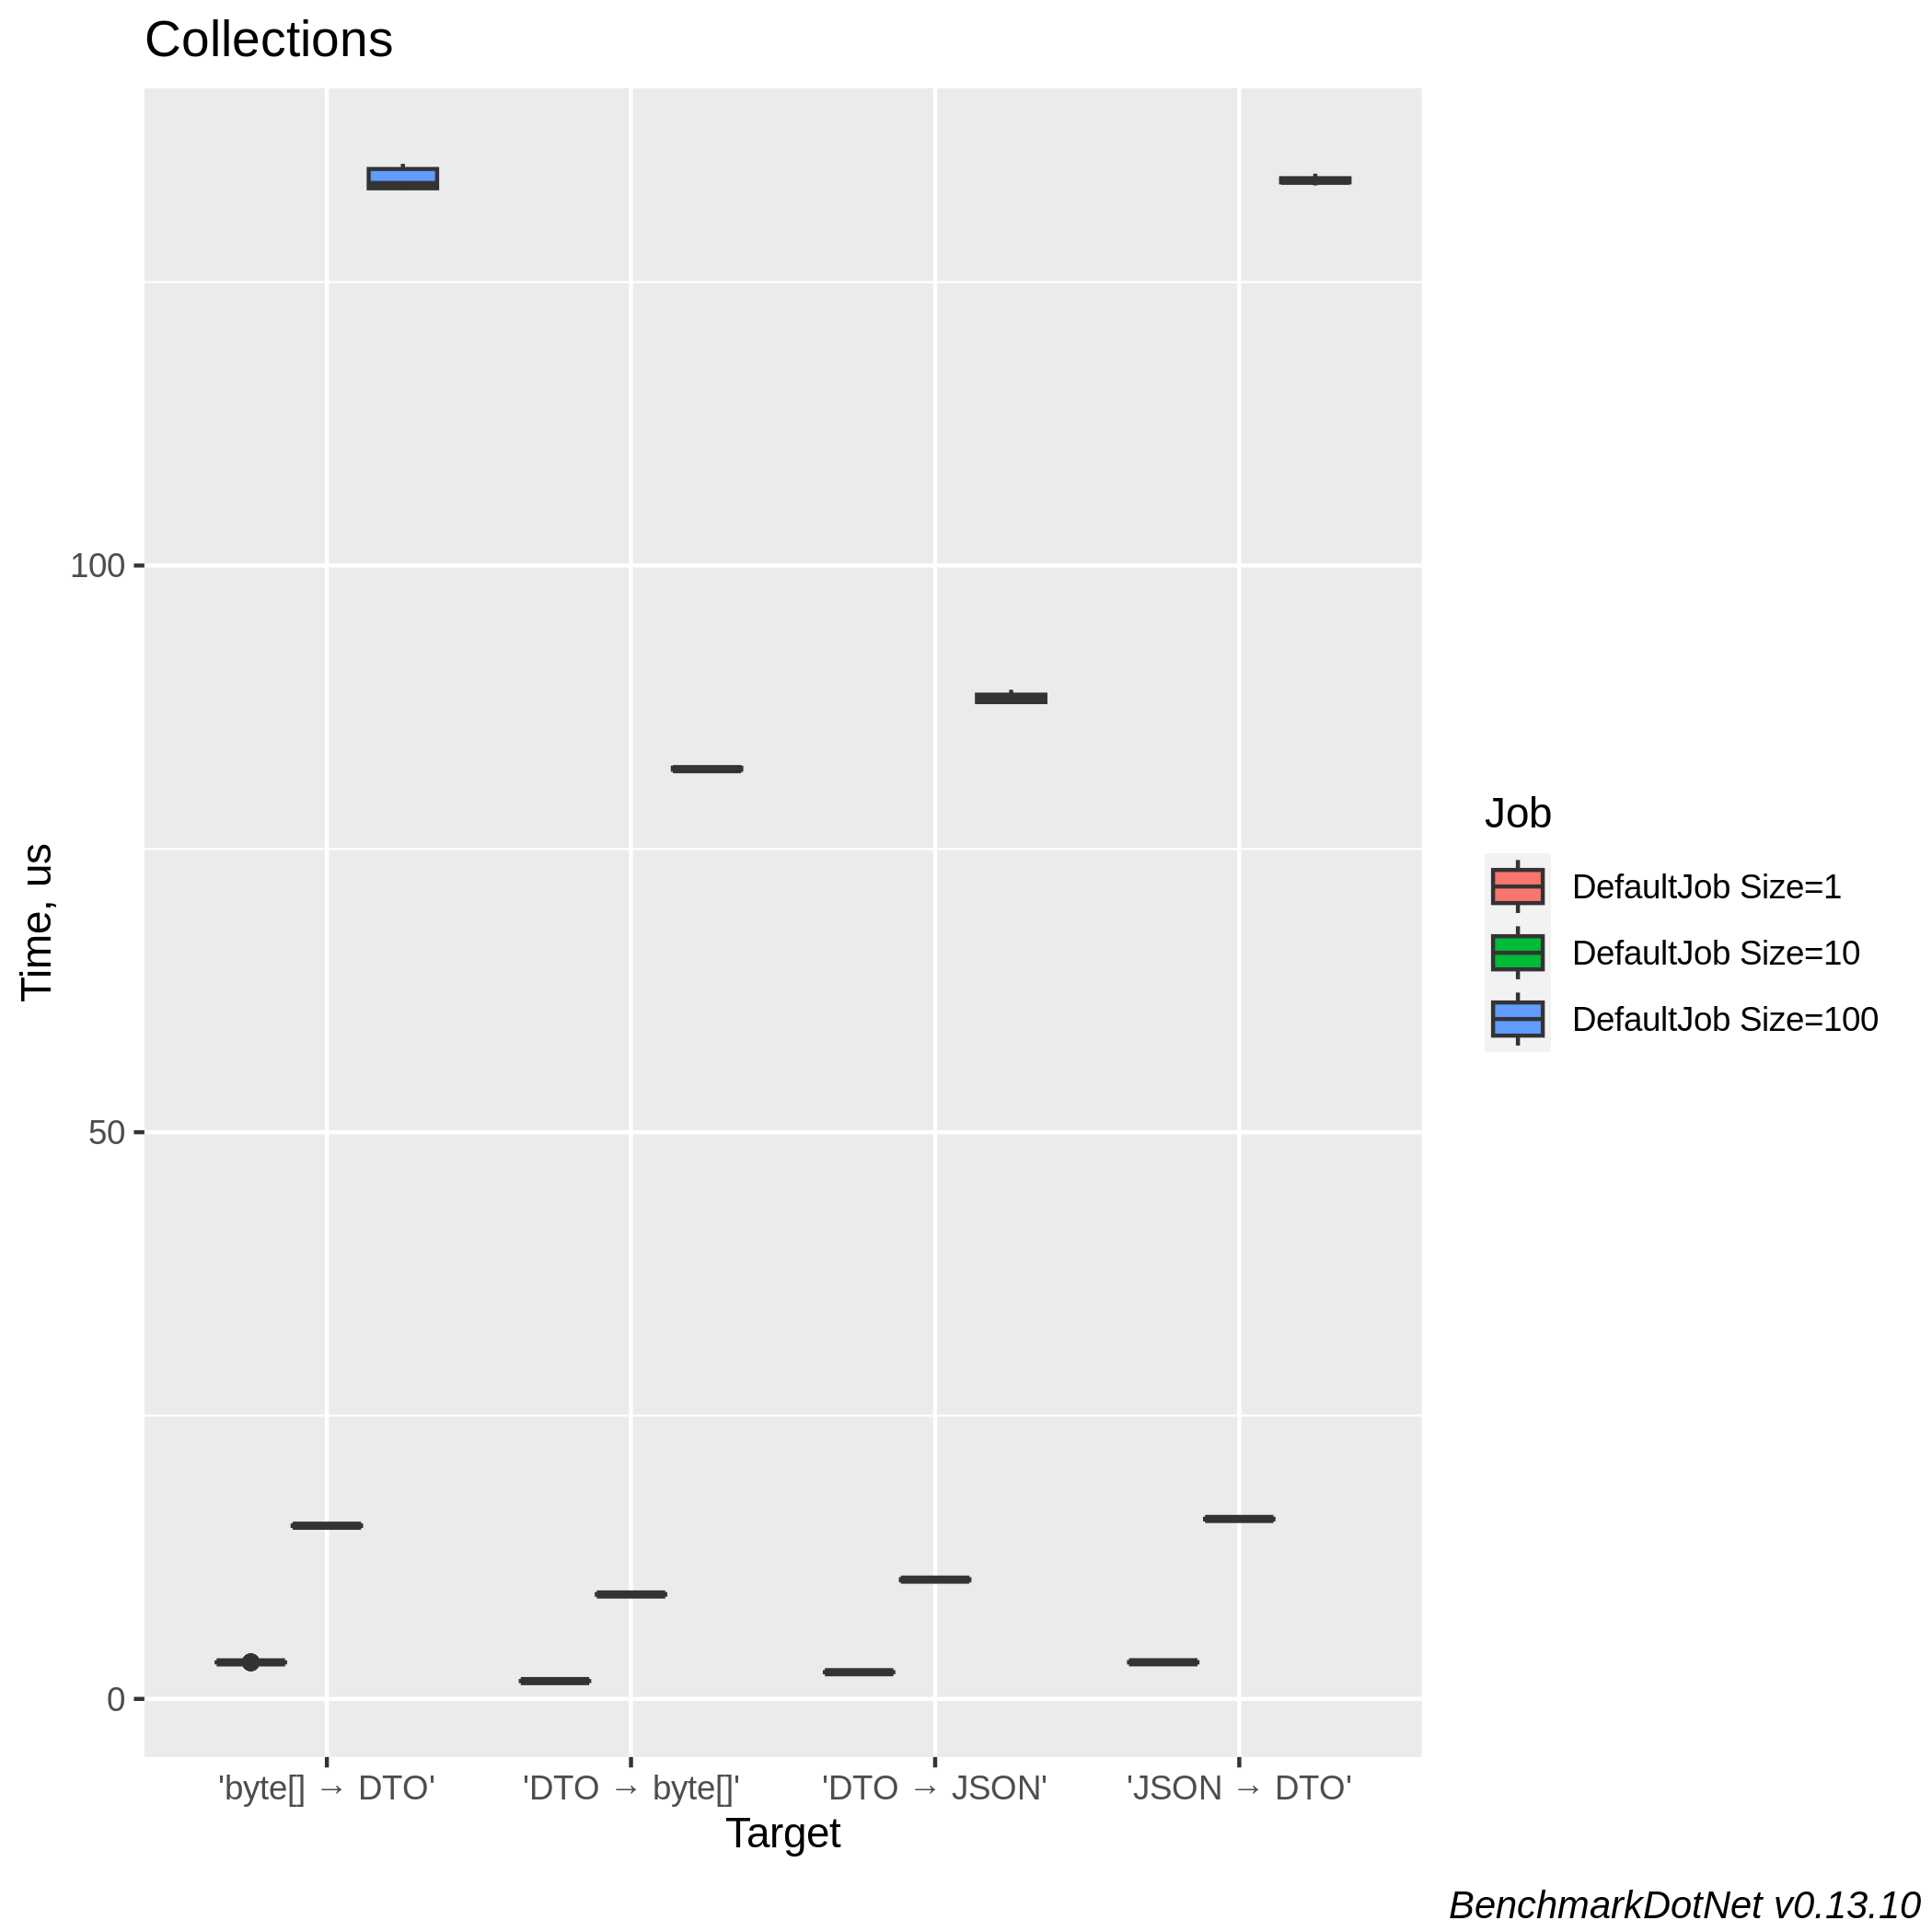 Collections
100
50
0
Time, us
'byte[] → DTO'
'DTO → byte[]'
'DTO → JSON'
'JSON → DTO'
Target
Job
DefaultJob Size=1
DefaultJob Size=10
DefaultJob Size=100
BenchmarkDotNet v0.13.10